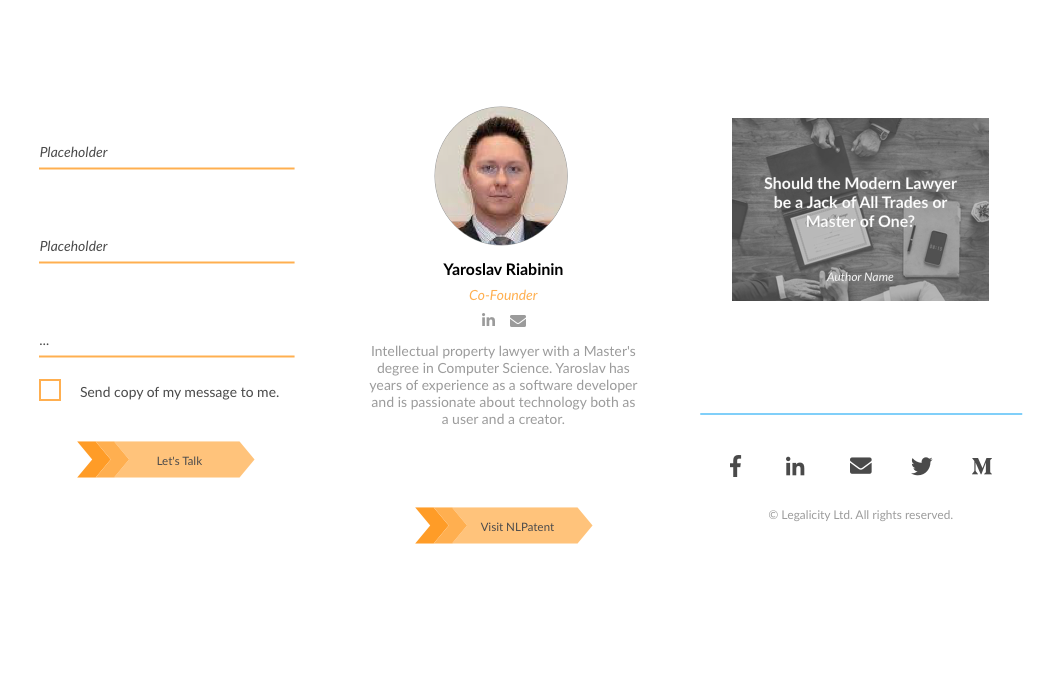 Placeholder
Placeholder
...
Send copy of my message to me.
Let's Talk
Yaroslav Riabinin
Co-Founder
in
Intellectual property lawyer with a Master's
degree in Computer Science. Yaroslav has
years of experience as a software developer
and is passionate about technology both as
a user and a creator.
Visit NLPatent
Should the Modern Lawyer
be a Jack of All Trades or
Master of One?
Author Name
f in M
© Legalicity Ltd. All rights reserved.